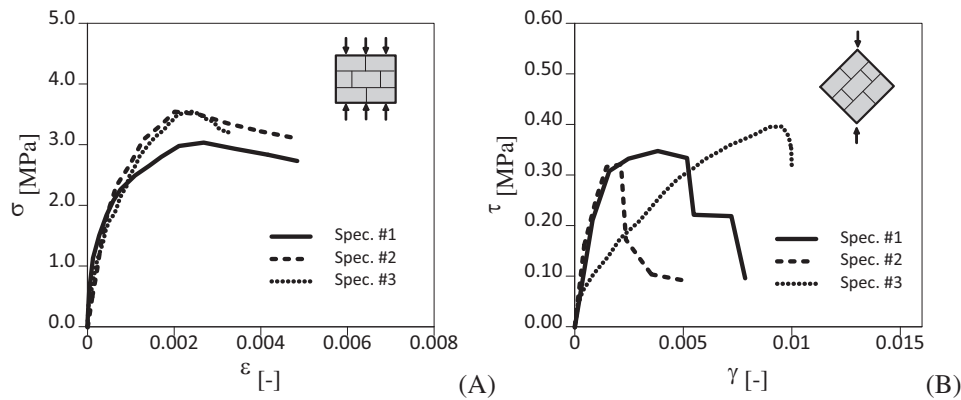 5.0
4.0
3.0
2.0
1.0
0.0
σ [MPa]
0
0.002
0.004
0.006
0.008
ε [-]
Spec. #1
Spec. #2
Spec. #3
(A)
0.60
0.50
0.40
0.30
0.20
0.10
0.00
τ [MPa]
0
0.005
0.01
0.015
γ [-]
Spec. #1
Spec. #2
Spec. #3
(B)